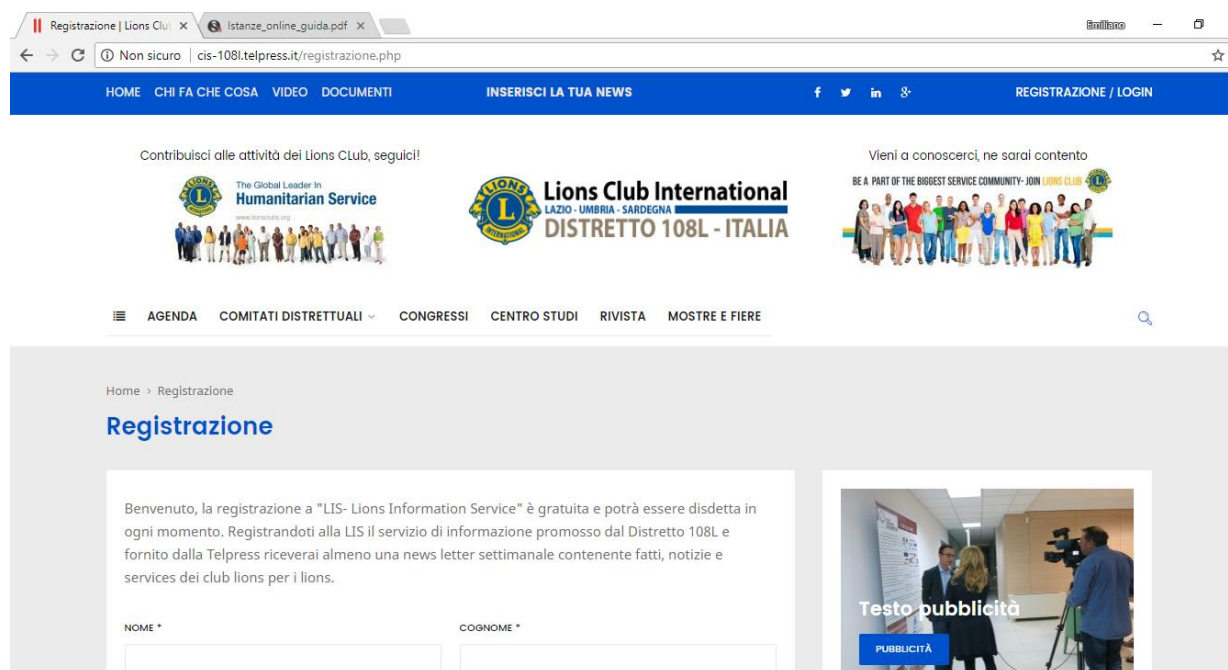 Registrazione | Lions Clu
Istanze_online_guida.pdf
Emiliano
Non sicuro | cis-108l.telpress.it/registrazione.php
HOME CHI FA CHE COSA VIDEO DOCUMENTI INSERISCI LA TUA NEWS REGISTRAZIONE / LOGIN
Contribuisci alle attività dei Lions CLub, seguici!
The Global Leader In
Humanitarian Service
www.lionsclubs.org
LIONS
L
INTERNATIONAL
Lions Club International
LAZIO - UMBRIA - SARDEGNA
DISTRETTO 108L - ITALIA
Vieni a conoscerci, ne sarai contento
BE A PART OF THE BIGGEST SERVICE COMMUNITY- JOIN LIONS CLUB
AGENDA COMITATI DISTRETTUALI CONGRESSI CENTRO STUDI RIVISTA MOSTRE E FIERE
Home > Registrazione
Registrazione
Benvenuto, la registrazione a "LIS- Lions Information Service" è gratuita e potrà essere disdetta in
ogni momento. Registrandoti alla LIS il servizio di informazione promosso dal Distretto 108L e
fornito dalla Telpress riceverai almeno una news letter settimanale contenente fatti, notizie e
services dei club lions per i lions.
NOME * COGNOME *
Testo pubblicità
PUBBLICITÀ